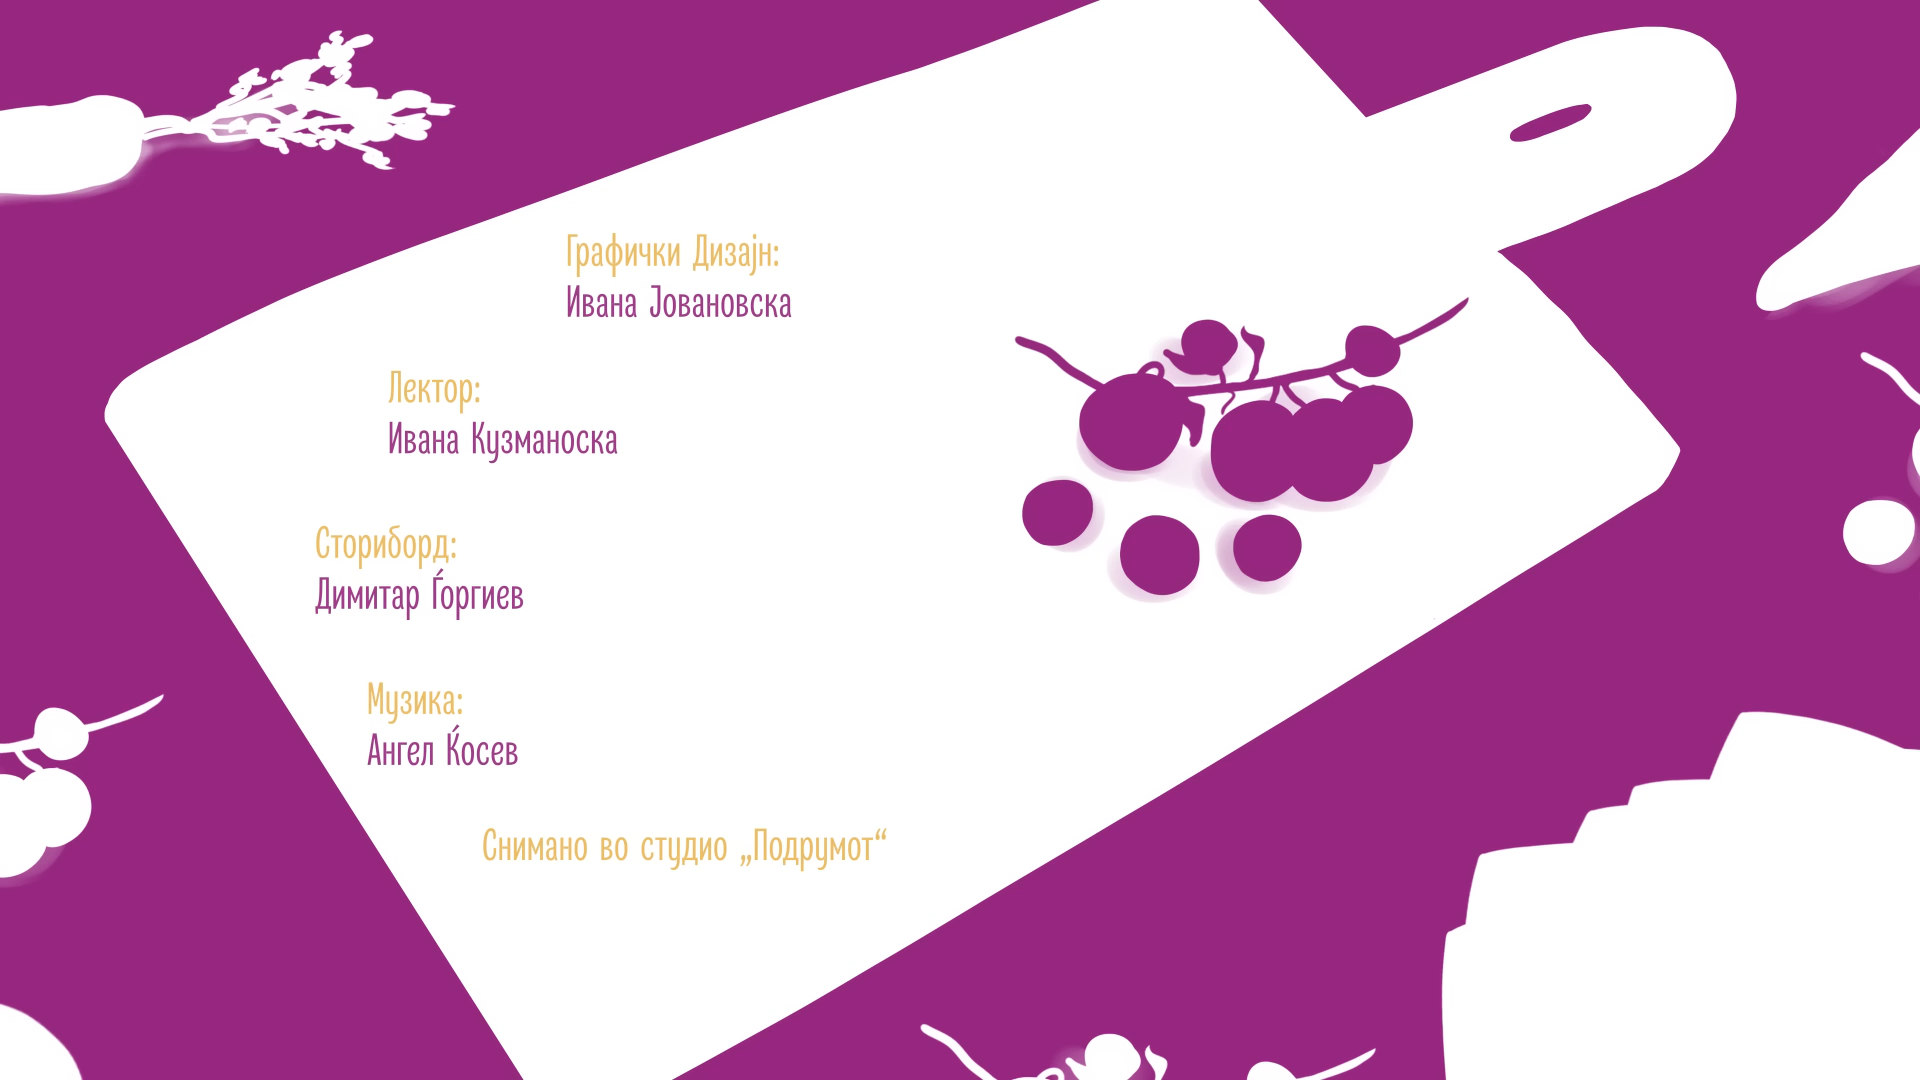 Графички Дизајн:
Ивана Јовановска
Лектор:
Ивана Кузманоска
Сториборд:
Димитар Ѓоргиев
Музика:
Ангел Ќосев
Снимано во студио „Подрумот“